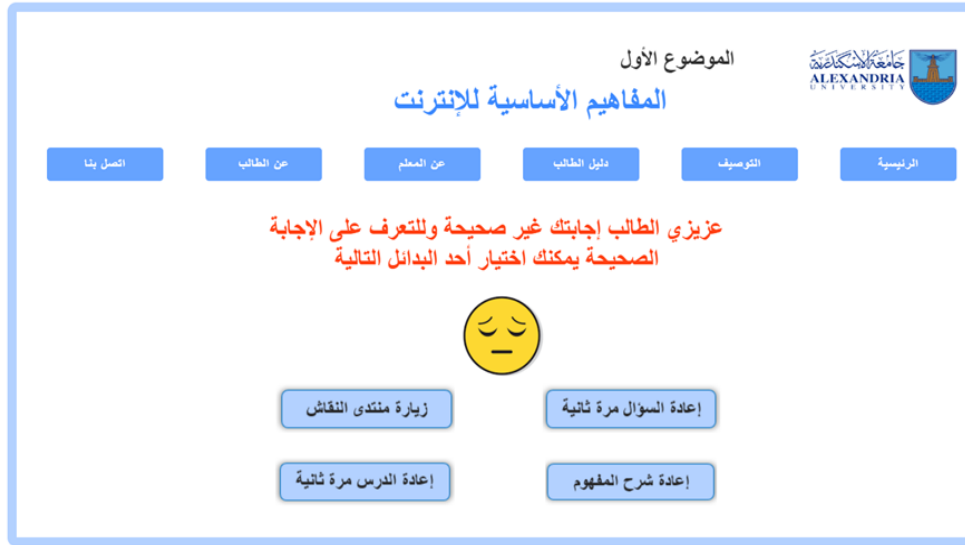 جامعة الإسكندرية
ALEXANDRIA
UNIVERSITY
الموضوع الأول
المفاهيم الأساسية للإنترنت
الرئيسية
التوصيف
دليل الطالب
عن المعلم
عن الطالب
اتصل بنا
عزيزي الطالب إجابتك غير صحيحة وللتعرف على الإجابة
الصحيحة يمكنك اختيار أحد البدائل التالية
إعادة السؤال مرة ثانية
زيارة منتدى النقاش
إعادة شرح المفهوم
إعادة الدرس مرة ثانية